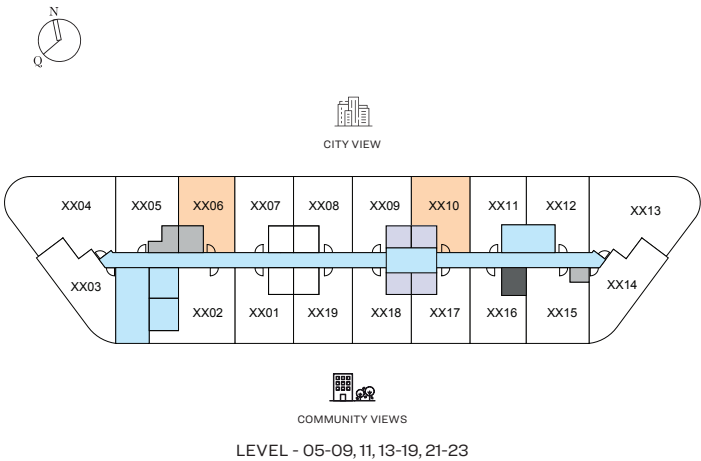 N
Q
CITY VIEW
XX04 XX05 XX06 XX07 XX08 XX09 XX10 XX11 XX12 XX13
XX03 XX14
XX02 XX01 XX19 XX18 XX17 XX16 XX15
COMMUNITY VIEWS
LEVEL - 05-09, 11, 13-19, 21-23